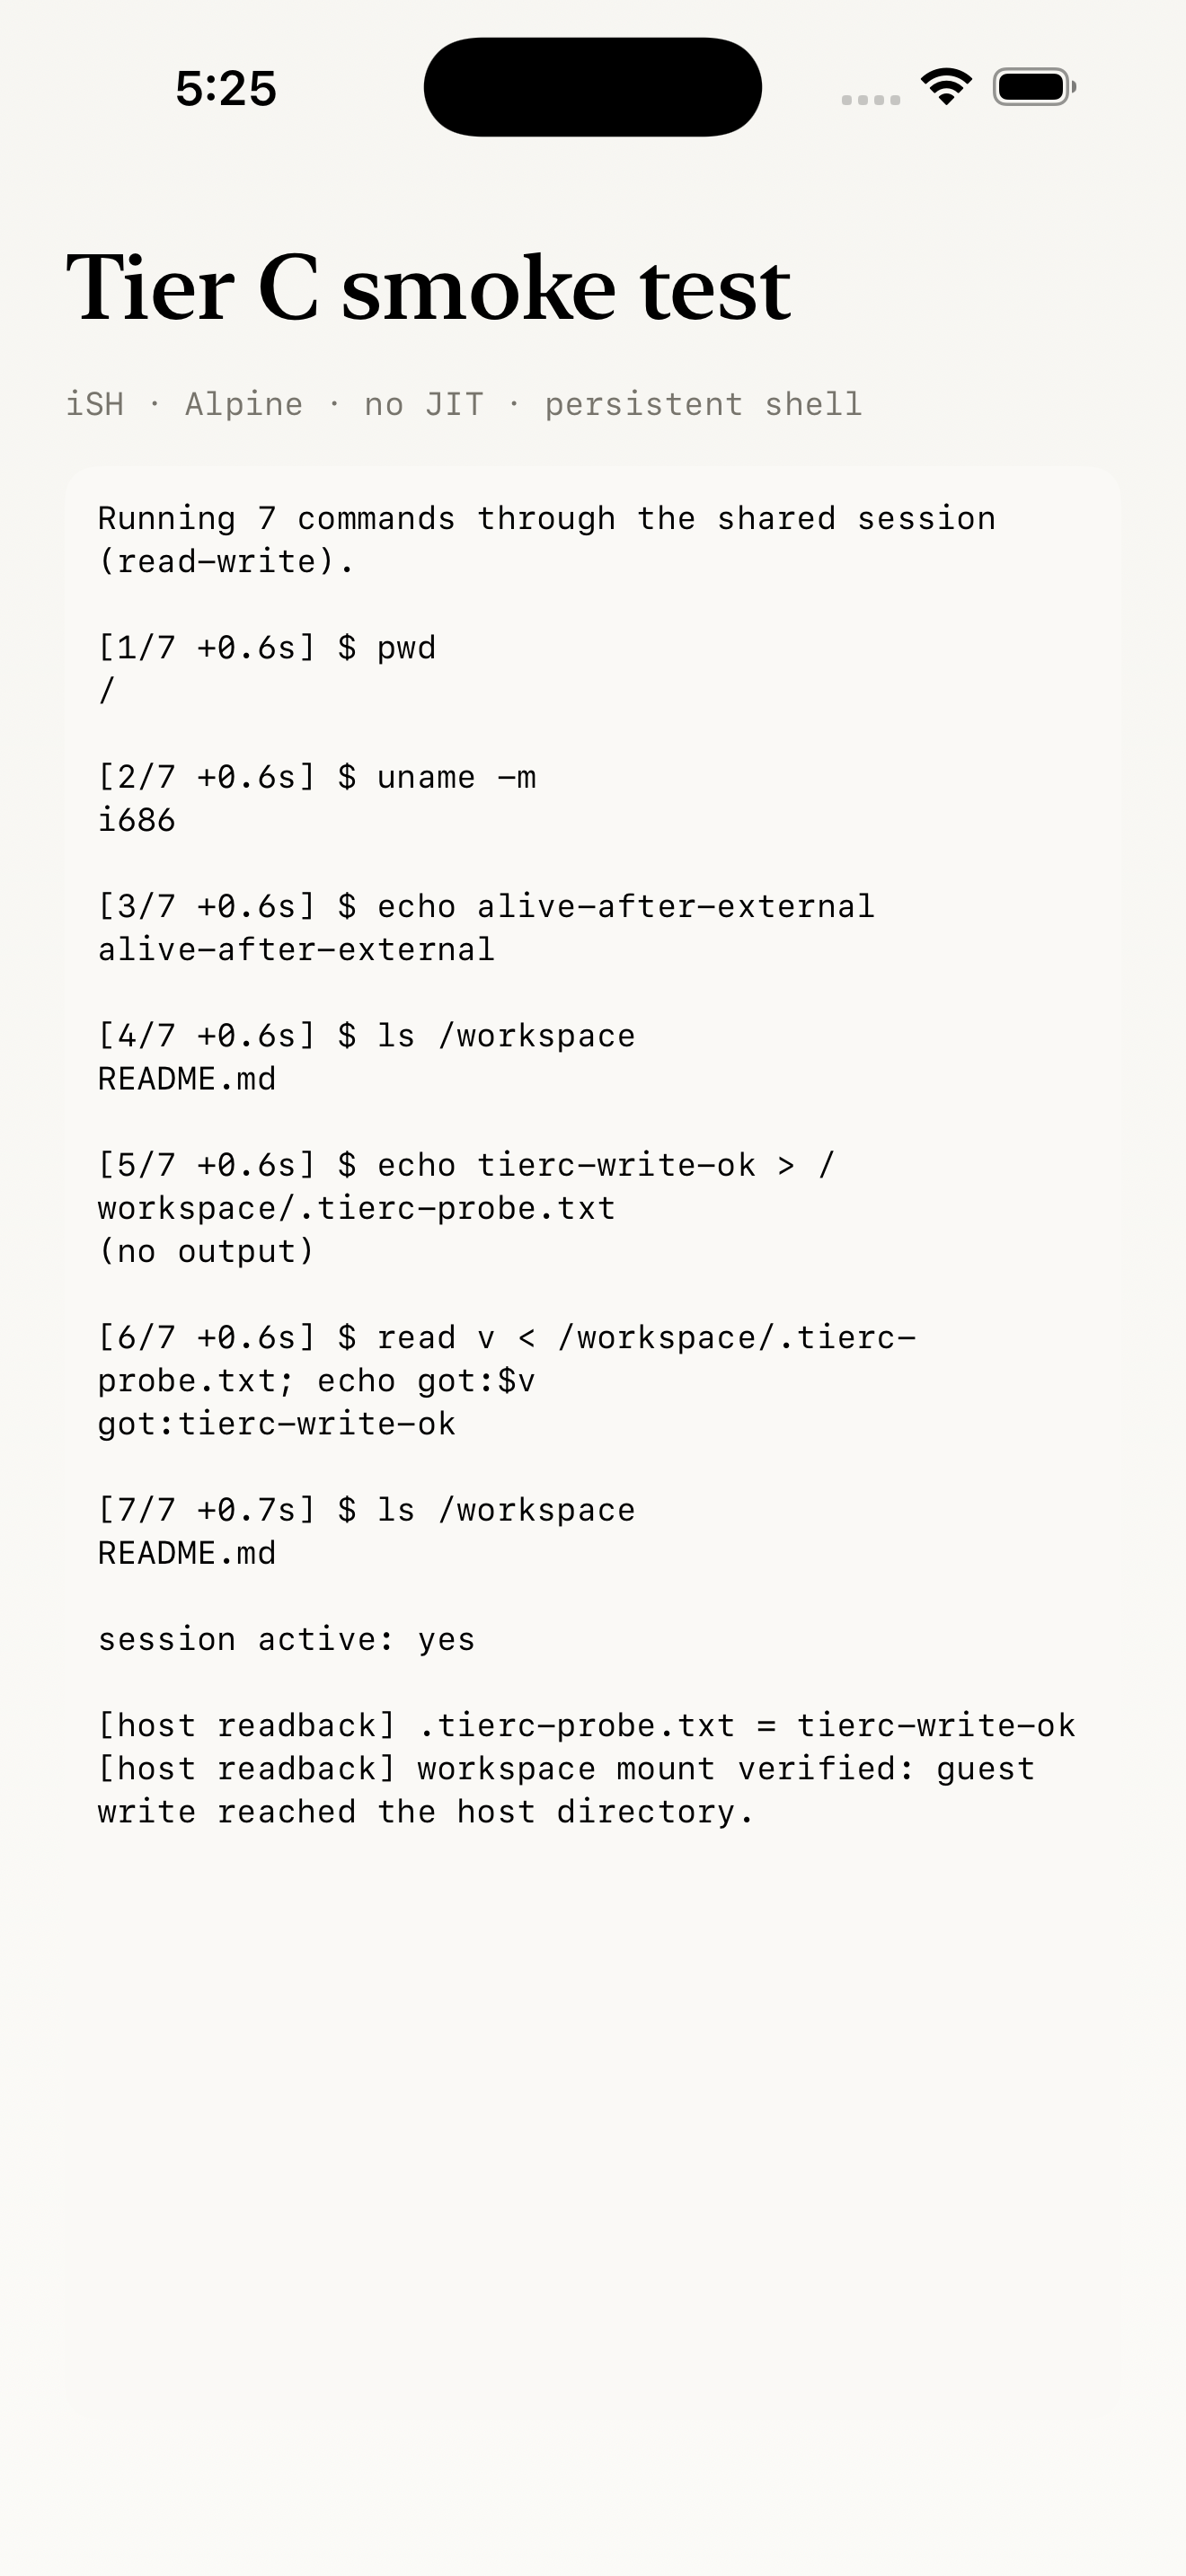 5:25
Tier C smoke test
iSH · Alpine · no JIT · persistent shell
Running 7 commands through the shared session
(read-write).
[1/7 +0.6s] $ pwd
/
[2/7 +0.6s] $ uname -m
i686
[3/7 +0.6s] $ echo alive-after-external
alive-after-external
[4/7 +0.6s] $ ls /workspace
README.md
[5/7 +0.6s] $ echo tierc-write-ok > /
workspace/.tierc-probe.txt
(no output)
[6/7 +0.6s] $ read v < /workspace/.tierc-
probe.txt; echo got:$v
got:tierc-write-ok
[7/7 +0.7s] $ ls /workspace
README.md
session active: yes
[host readback] .tierc-probe.txt = tierc-write-ok
[host readback] workspace mount verified: guest
write reached the host directory.